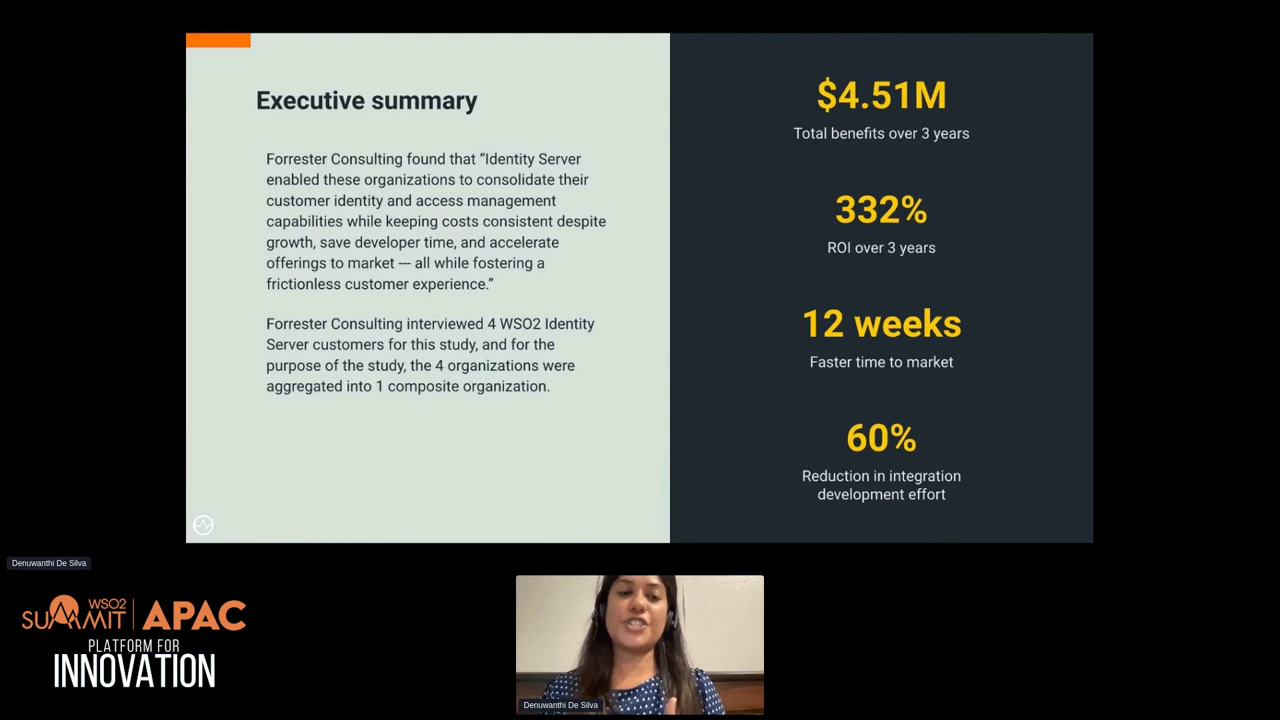 Executive summary
Forrester Consulting found that “Identity Server
enabled these organizations to consolidate their
customer identity and access management
capabilities while keeping costs consistent despite
growth, save developer time, and accelerate
offerings to market –– all while fostering a
frictionless customer experience.”
Forrester Consulting interviewed 4 WSO2 Identity
Server customers for this study, and for the
purpose of the study, the 4 organizations were
aggregated into 1 composite organization.
$4.51M
Total benefits over 3 years
332%
ROI over 3 years
12 weeks
Faster time to market
60%
Reduction in integration
development effort
Denuwanthi De Silva
WSO2
SUMMIT APAC
PLATFORM FOR
INNOVATION
Denuwanthi De Silva